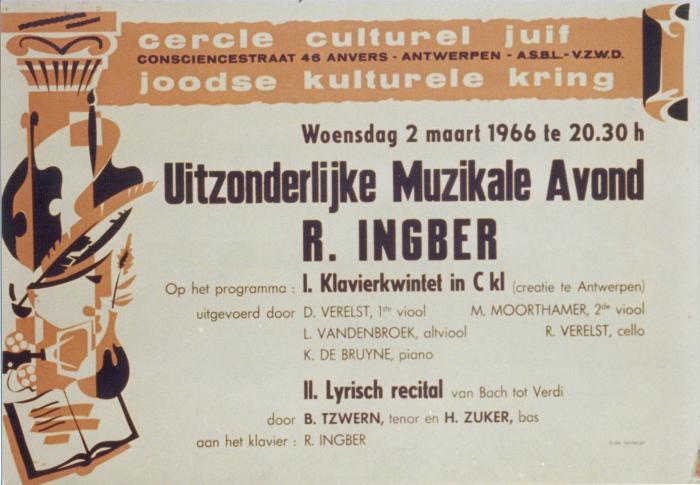 cercle culturel juif
CONSCIENCESTRAAT 46 ANVERS - ANTWERPEN - A.S.B.L. - V.Z.W.D.
joodse kulturele kring
Woensdag 2 maart 1966 te 20.30 h
Uitzonderlijke Muzikale Avond
R. INGBER
Op het programma : I. Klavierkwintet in C kl (creatie te Antwerpen)
uitgevoerd door D. VERELST, 1ste viool M. MOORTHAMER, 2de viool
L. VANDENBROEK, altviool R. VERELST, cello
K. DE BRUYNE, piano
II. Lyrisch recital van Bach tot Verdi
door B. TZWERN, tenor en H. ZUKER, bas
aan het klavier : R. INGBER